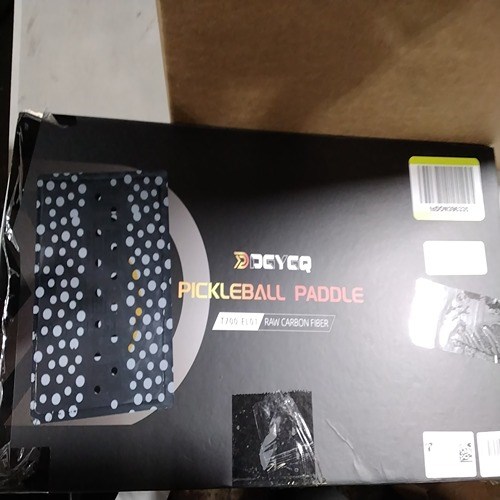 DGYCQ
PICKLEBALL PADDLE
RAW CARBON FIBER